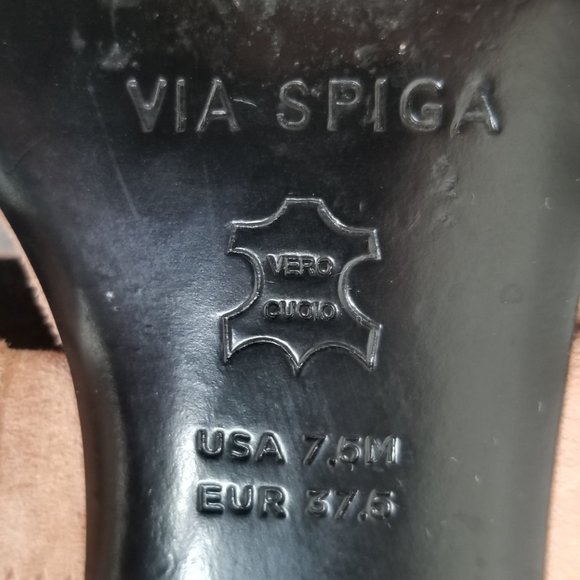 VIA SPIGA
VERO
CUOIO
USA 7.5M
EUR 37.5